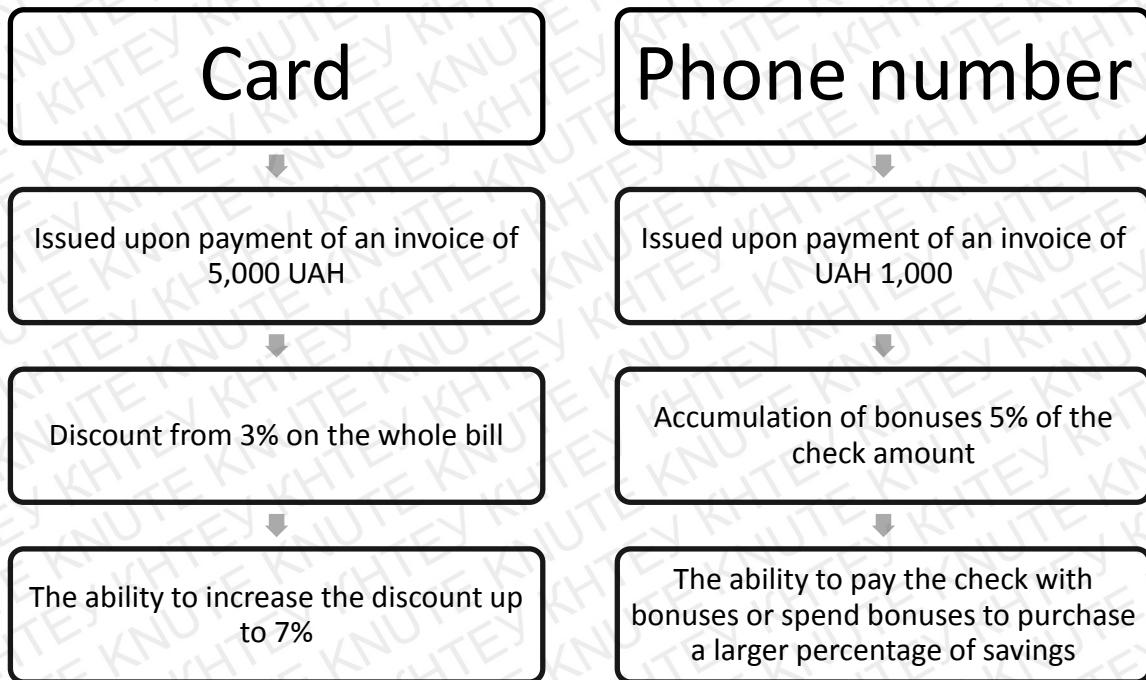 Card
Issued upon payment of an invoice of
5,000 UAH
Discount from 3% on the whole bill
The ability to increase the discount up
to 7%
Phone number
Issued upon payment of an invoice of
UAH 1,000
Accumulation of bonuses 5% of the
check amount
The ability to pay the check with
bonuses or spend bonuses to purchase
a larger percentage of savings